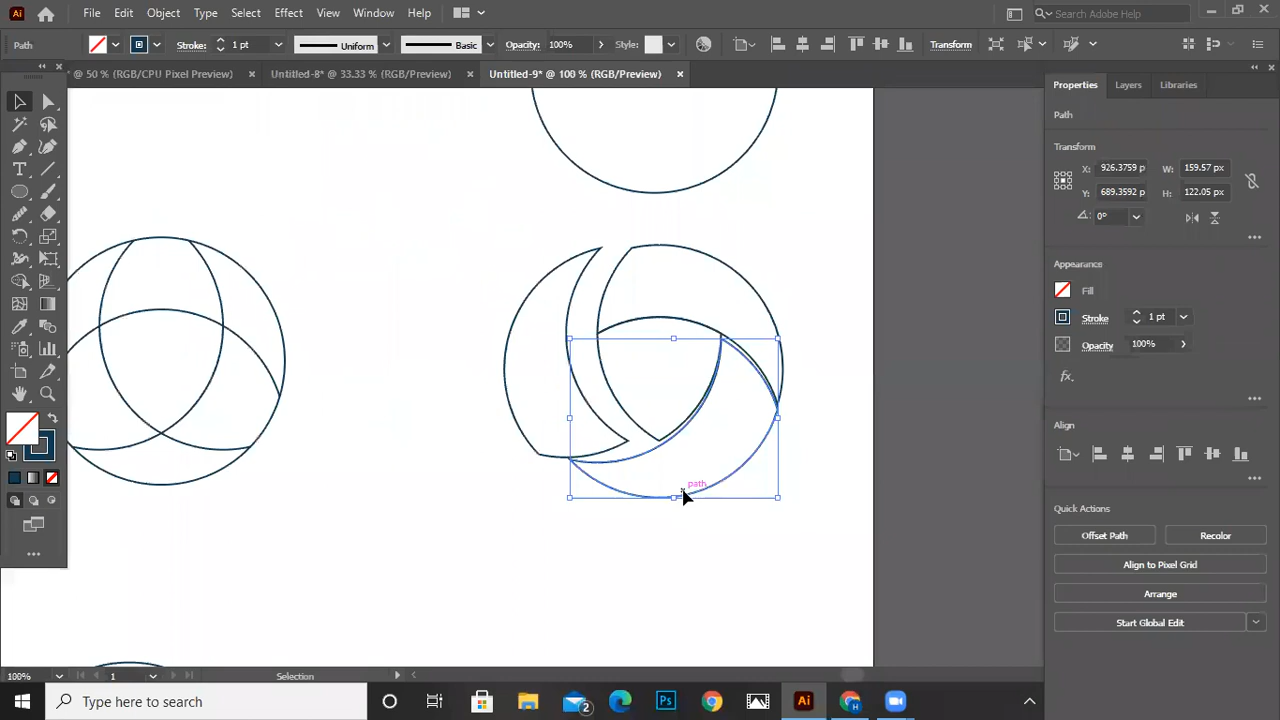 Ai File Edit Object Type Select Effect View Window Help Search Adobe Help
Path Stroke: 1 pt Uniform Basic Opacity: 100% Style: Transform
* @ 50 % (RGB/CPU Pixel Preview) Untitled-8* @ 33.33 % (RGB/Preview) Untitled-9* @ 100 % (RGB/Preview)
Properties Layers Libraries
Path
Transform
X: 926.3759 p W: 159.57 px
Y: 689.3592 p H: 122.05 px
0°
Appearance
Fill
Stroke 1 pt
Opacity 100%
fx
Align
path
Quick Actions
Offset Path Recolor
Align to Pixel Grid
Arrange
Start Global Edit
100% 1 Selection
Type here to search 2 Ps Ai H